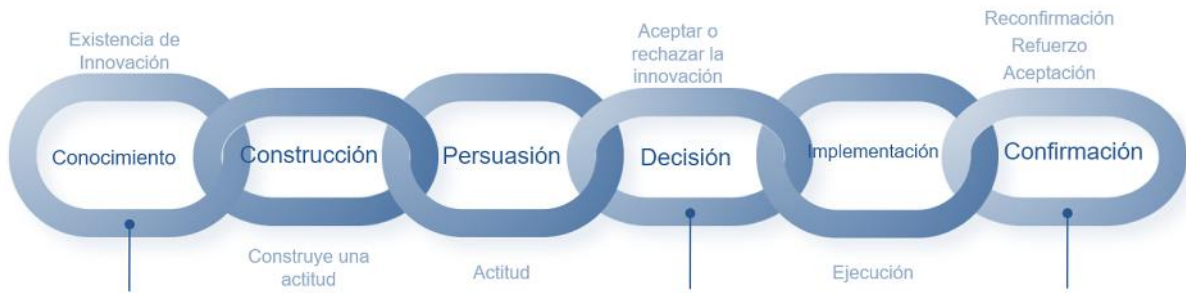 Existencia de
Innovación
Aceptar o
rechazar la
innovación
Reconfirmación
Refuerzo
Aceptación
Conocimiento
Construcción
Persuasión
Decisión
Implementación
Confirmación
Construye una
actitud
Actitud
Ejecución